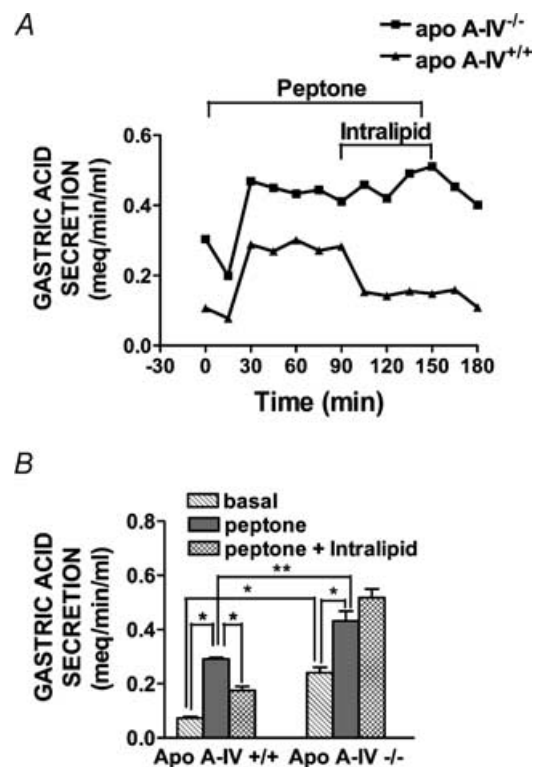 A
apo A-IV-/-
apo A-IV+/+
Peptone
Intralipid
GASTRIC ACID
SECRETION
(meq/min/ml)
0.6
0.4
0.2
0.0
-30 0 30 60 90 120 150 180
Time (min)
B
basal
peptone
peptone + Intralipid
GASTRIC ACID
SECRETION
(meq/min/ml)
0.8
0.6
0.4
0.2
0.0
**
*
*
* *
Apo A-IV +/+ Apo A-IV -/-